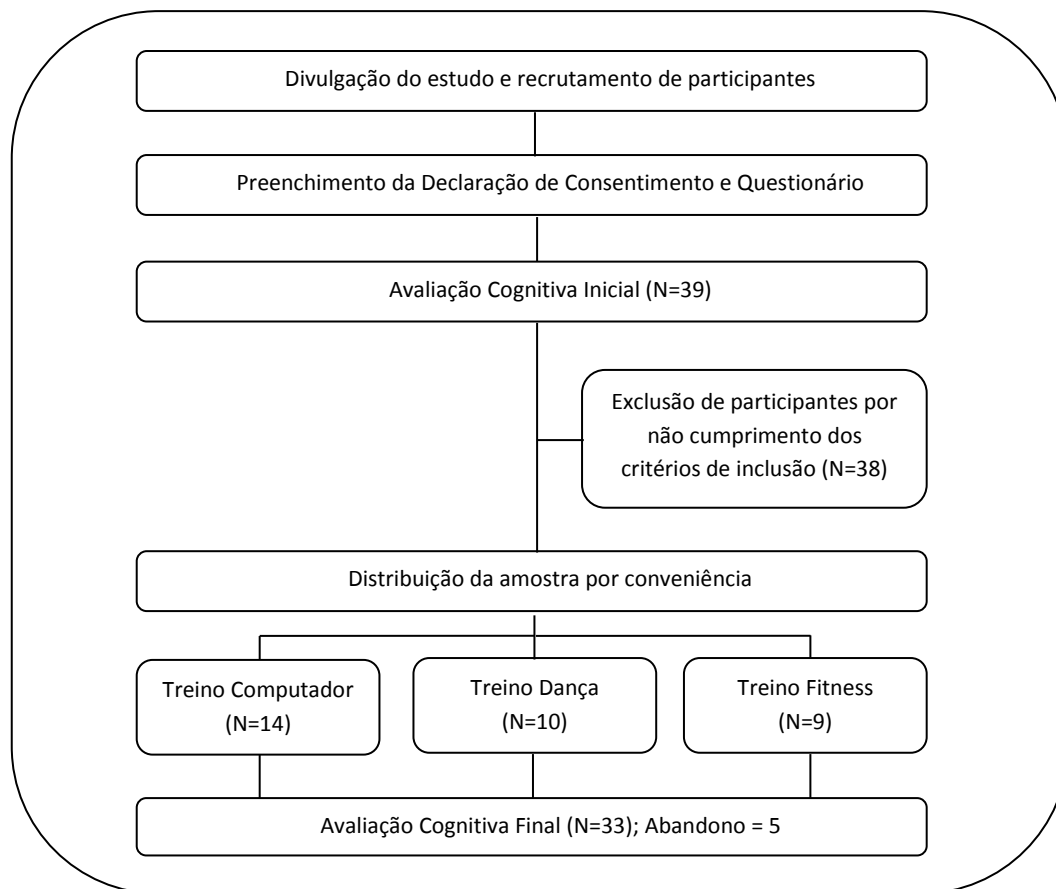 Divulgação do estudo e recrutamento de participantes
Preenchimento da Declaração de Consentimento e Questionário
Avaliação Cognitiva Inicial (N=39)
Exclusão de participantes por
não cumprimento dos
critérios de inclusão (N=38)
Distribuição da amostra por conveniência
Treino Computador
(N=14)
Treino Dança
(N=10)
Treino Fitness
(N=9)
Avaliação Cognitiva Final (N=33); Abandono = 5